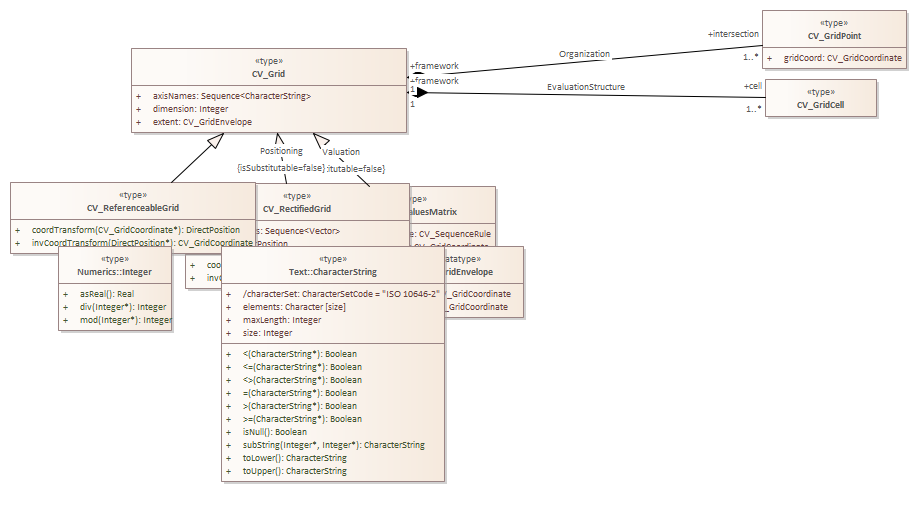 «type»
CV_Grid
+ axisNames: Sequence<CharacterString>
+ dimension: Integer
+ extent: CV_GridEnvelope
+framework
Organization
+intersection
1..*
«type»
CV_GridPoint
+ gridCoord: CV_GridCoordinate
+framework
1
1
EvaluationStructure
+cell
1..*
«type»
CV_GridCell
Positioning
{isSubstitutable=false}
Valuation
itutable=false}
«type»
CV_ReferenceableGrid
+ coordTransform(CV_GridCoordinate*): DirectPosition
+ invCoordTransform(DirectPosition*): CV_GridCoordinate
«type»
CV_RectifiedGrid
s: Sequence<Vector>
Position
+ coo
+ inv
ype»
aluesMatrix
e: CV_SequenceRule
atatype»
ridEnvelope
_GridCoordinate
_GridCoordinate
«type»
Numerics::Integer
+ asReal(): Real
+ div(Integer*): Integer
+ mod(Integer*): Integer
«type»
Text::CharacterString
+ /characterSet: CharacterSetCode = "ISO 10646-2"
+ elements: Character [size]
+ maxLength: Integer
+ size: Integer
+ <(CharacterString*): Boolean
+ <=(CharacterString*): Boolean
+ <>(CharacterString*): Boolean
+ =(CharacterString*): Boolean
+ >(CharacterString*): Boolean
+ >=(CharacterString*): Boolean
+ isNull(): Boolean
+ subString(Integer*, Integer*): CharacterString
+ toLower(): CharacterString
+ toUpper(): CharacterString